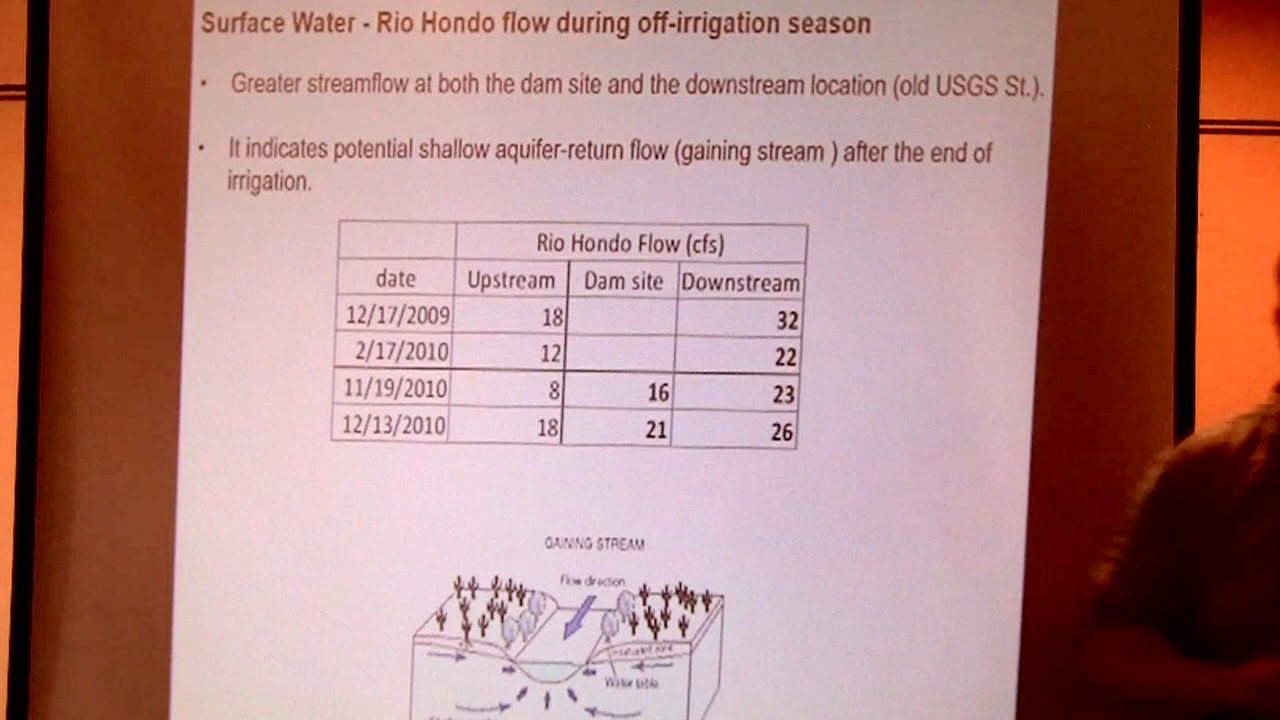 Surface Water - Rio Hondo flow during off-irrigation season
• Greater streamflow at both the dam site and the downstream location (old USGS St.).
• It indicates potential shallow aquifer-return flow (gaining stream ) after the end of
irrigation.
Rio Hondo Flow (cfs)
date Upstream Dam site Downstream
12/17/2009 18 32
2/17/2010 12 22
11/19/2010 8 16 23
12/13/2010 18 21 26
GAINING STREAM
Flow direction
Unsaturated zone
Water table